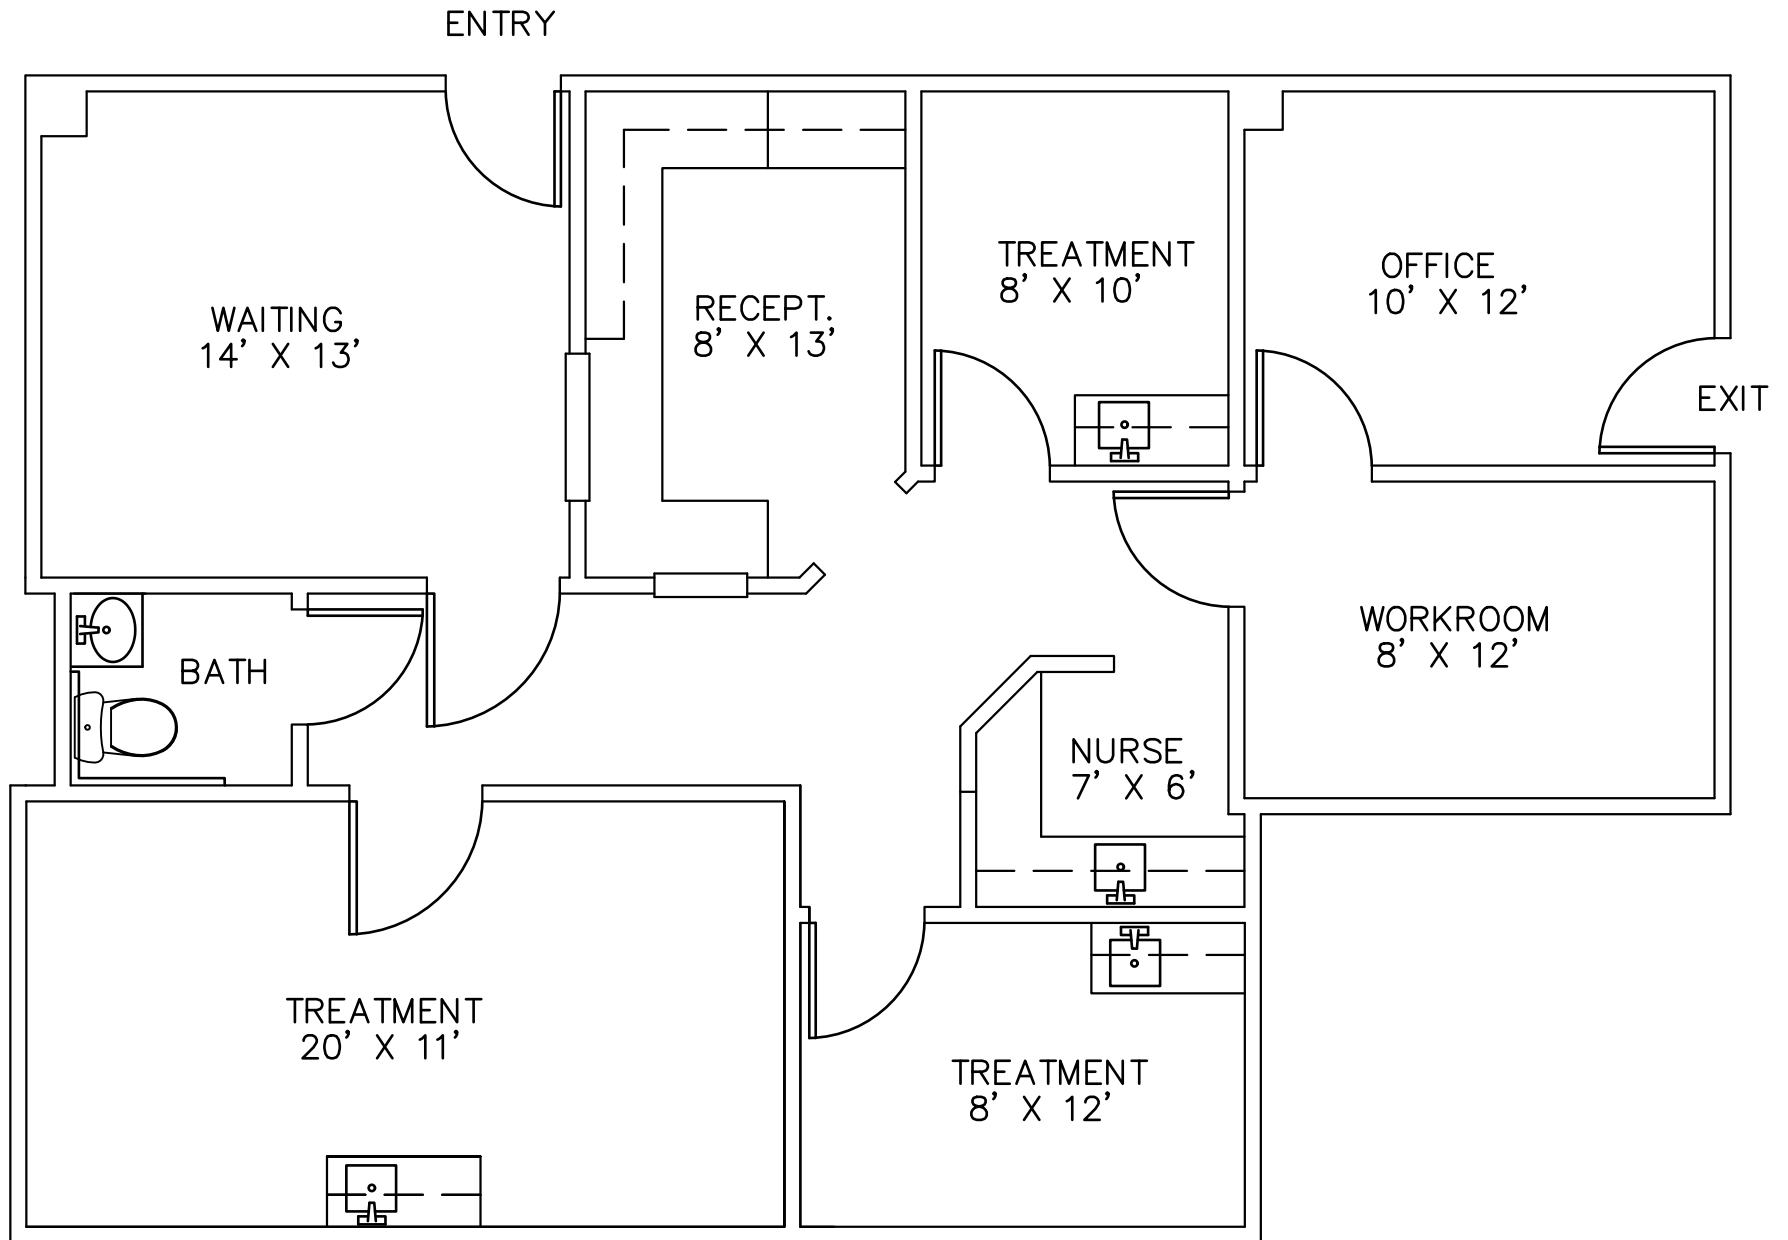 ENTRY
WAITING
14' X 13'
RECEPT.
8' X 13'
TREATMENT
8' X 10'
OFFICE
10' X 12'
EXIT
BATH
WORKROOM
8' X 12'
NURSE
7' X 6'
TREATMENT
20' X 11'
TREATMENT
8' X 12'